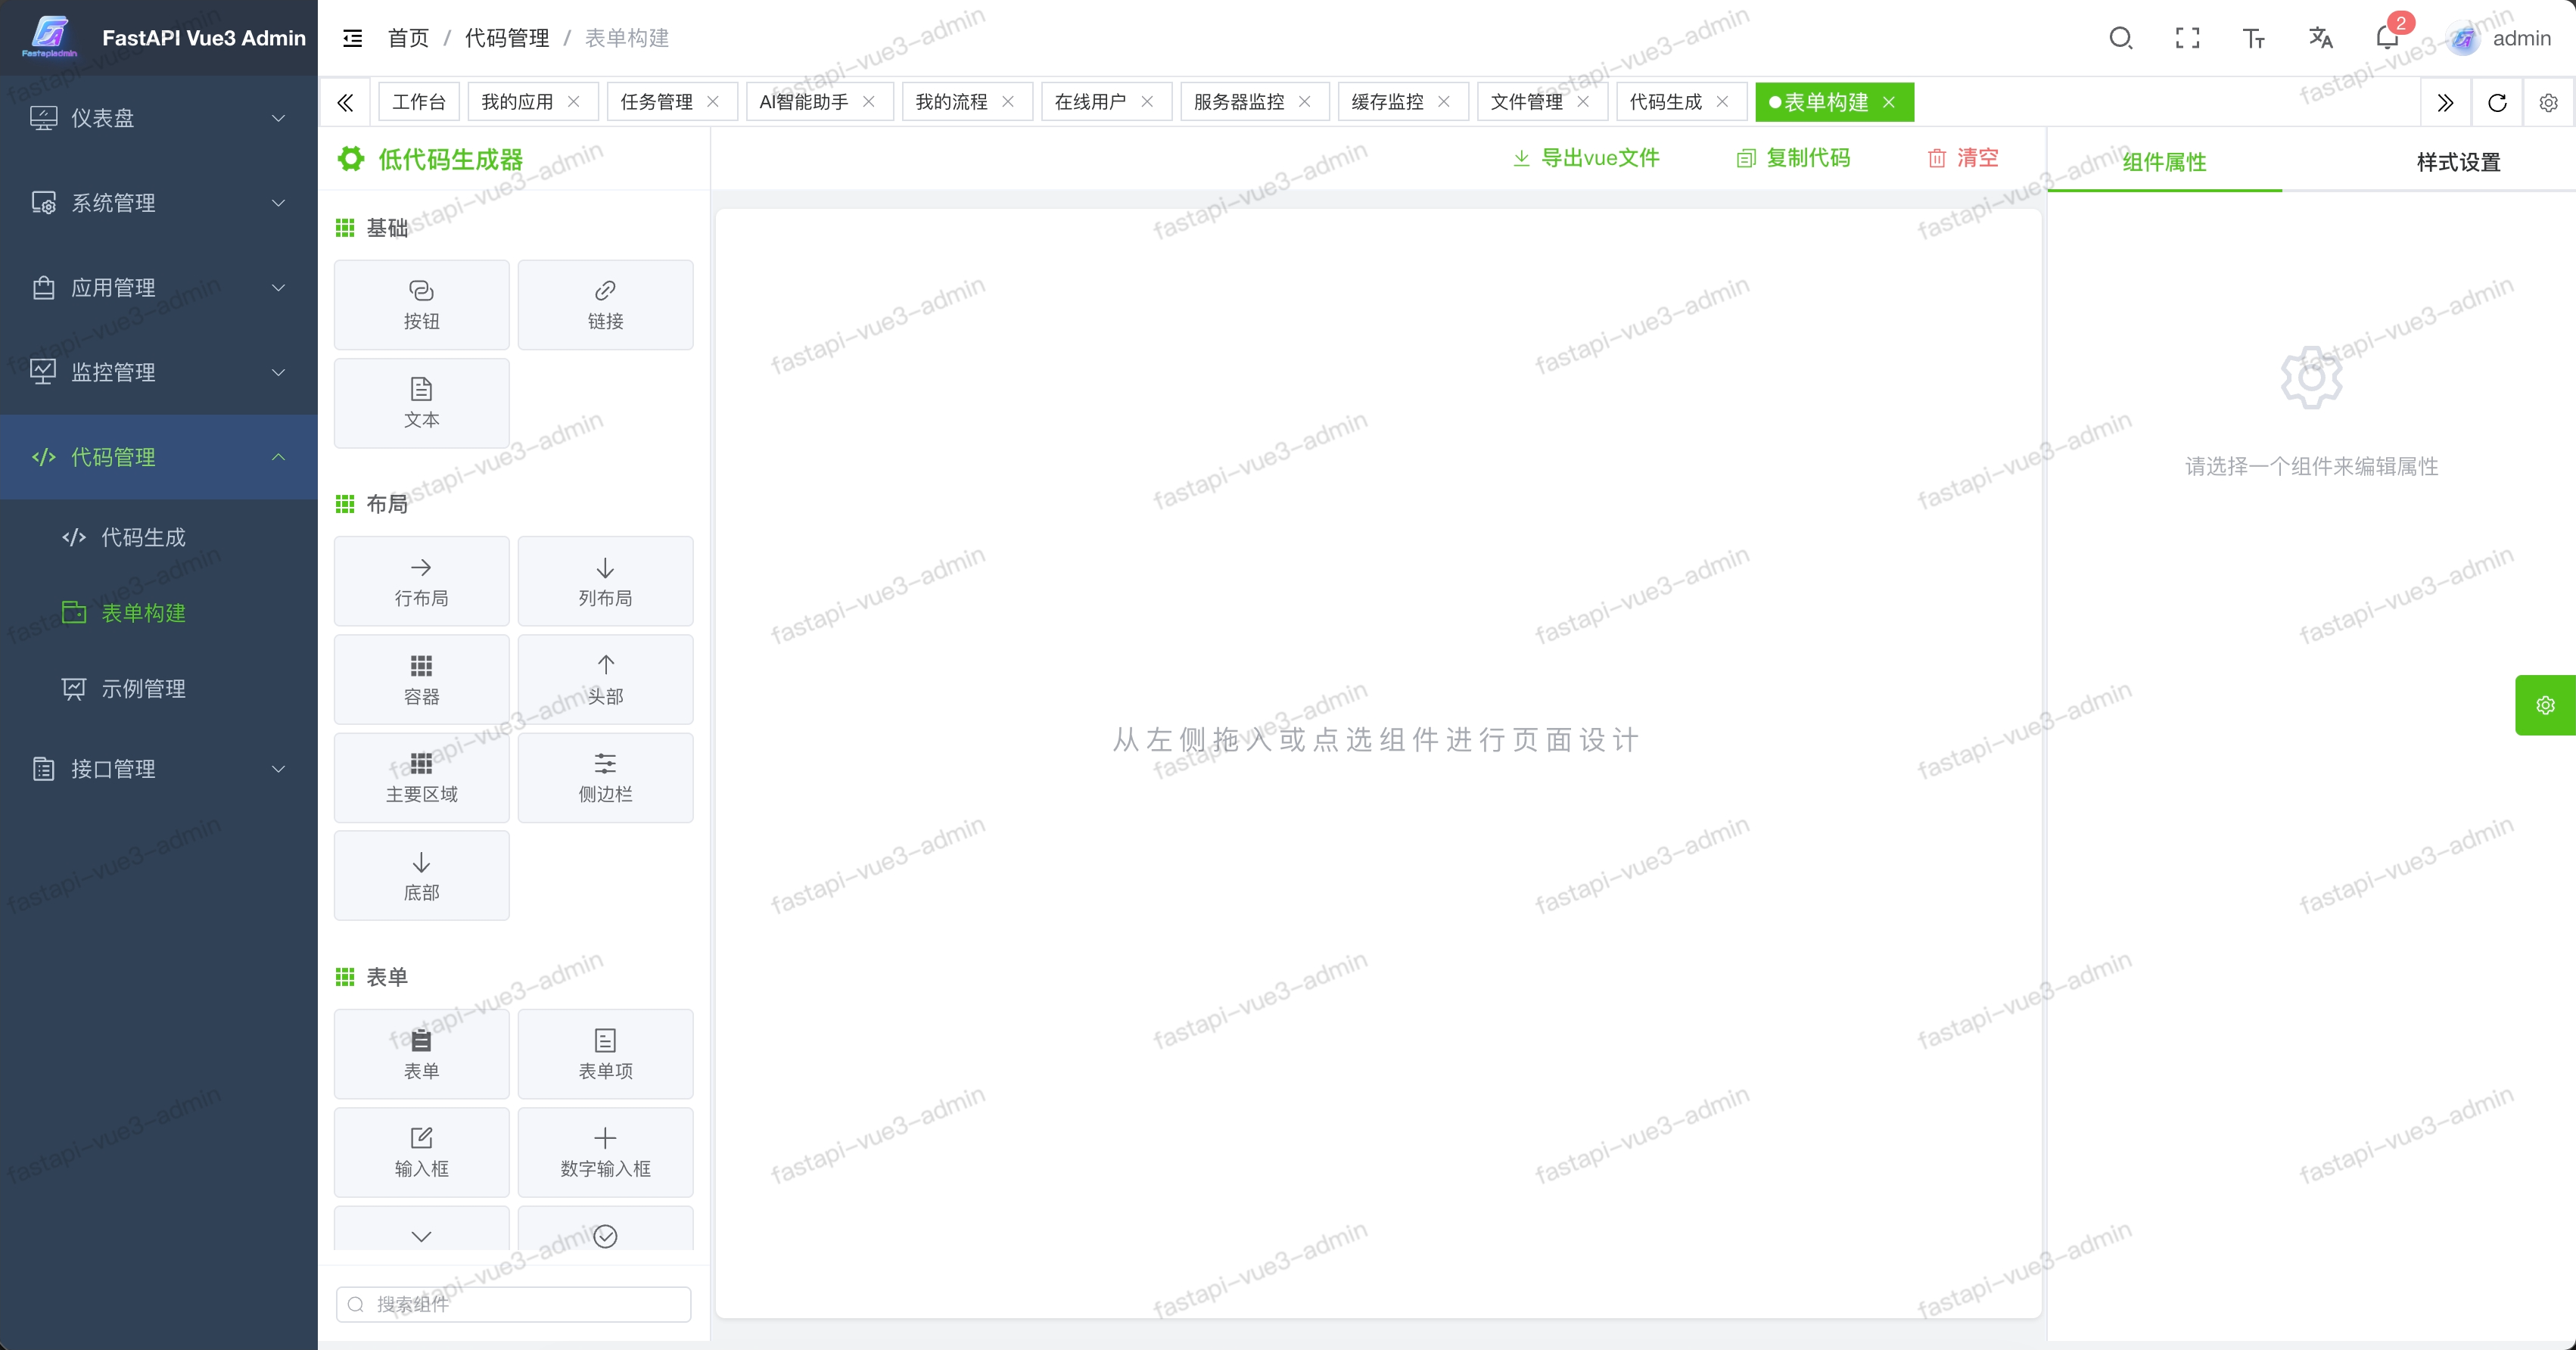 Fastapiadmin
FastAPI Vue3 Admin
首页 / 代码管理 / 表单构建
2
admin
工作台
我的应用
任务管理
AI智能助手
我的流程
在线用户
服务器监控
缓存监控
文件管理
代码生成
表单构建
仪表盘
系统管理
应用管理
监控管理
代码管理
代码生成
表单构建
示例管理
接口管理
低代码生成器
基础
按钮
链接
文本
布局
行布局
列布局
容器
头部
主要区域
侧边栏
底部
表单
表单
表单项
输入框
数字输入框
搜索组件
导出vue文件
复制代码
清空
从左侧拖入或点选组件进行页面设计
组件属性
样式设置
请选择一个组件来编辑属性
fastapi-vue3-admin